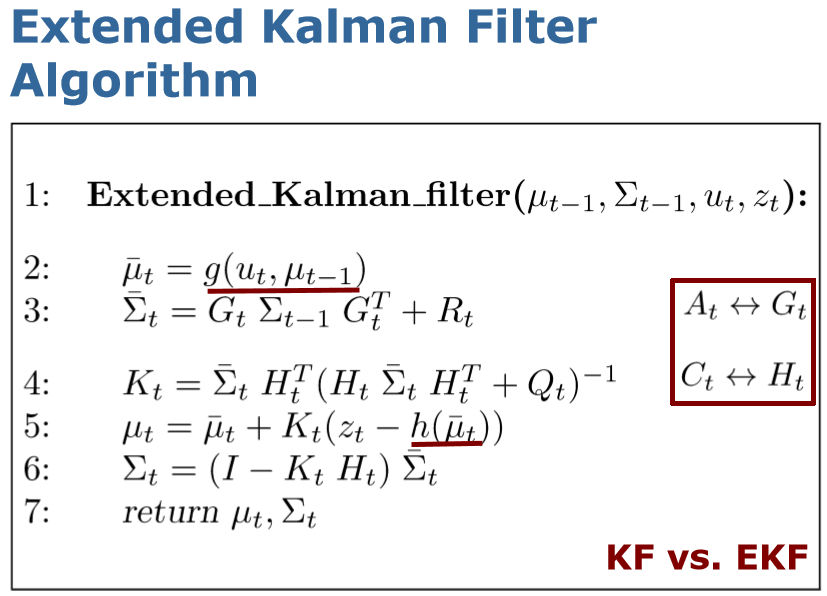 Extended Kalman Filter
Algorithm
1: Extended_Kalman_filter(μ_{t−1}, Σ_{t−1}, u_t, z_t):
2: μ̄_t = g(u_t, μ_{t−1})
3: Σ̄_t = G_t Σ_{t−1} G_t^T + R_t
A_t ↔ G_t
4: K_t = Σ̄_t H_t^T (H_t Σ̄_t H_t^T + Q_t)^{−1}
C_t ↔ H_t
5: μ_t = μ̄_t + K_t(z_t − h(μ̄_t))
6: Σ_t = (I − K_t H_t) Σ̄_t
7: return μ_t, Σ_t
KF vs. EKF